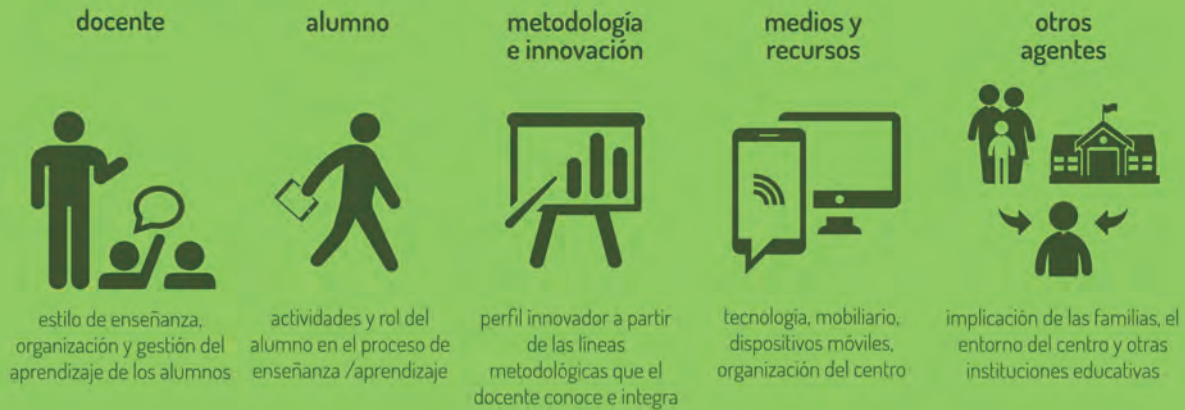 docente
alumno
metodología
e innovación
medios y
recursos
otros
agentes
estilo de enseñanza,
organización y gestión del
aprendizaje de los alumnos
actividades y rol del
alumno en el proceso de
enseñanza /aprendizaje
perfil innovador a partir
de las líneas
metodológicas que el
docente conoce e integra
tecnología, mobiliario,
dispositivos móviles,
organización del centro
implicación de las familias, el
entorno del centro y otras
instituciones educativas